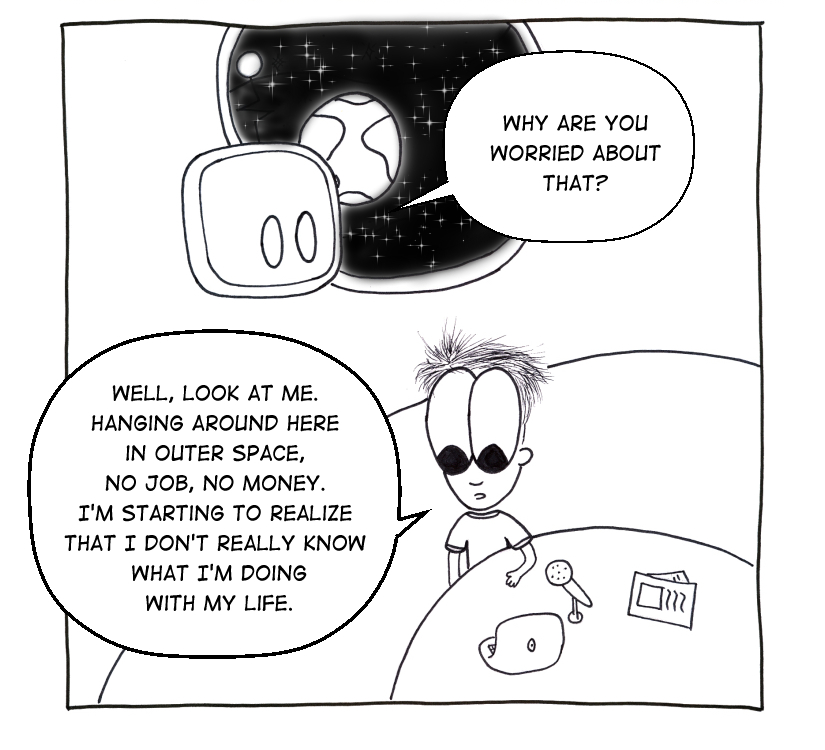 WHY ARE YOU
WORRIED ABOUT
THAT?
WELL, LOOK AT ME.
HANGING AROUND HERE
IN OUTER SPACE,
NO JOB, NO MONEY.
I'M STARTING TO REALIZE
THAT I DON'T REALLY KNOW
WHAT I'M DOING
WITH MY LIFE.